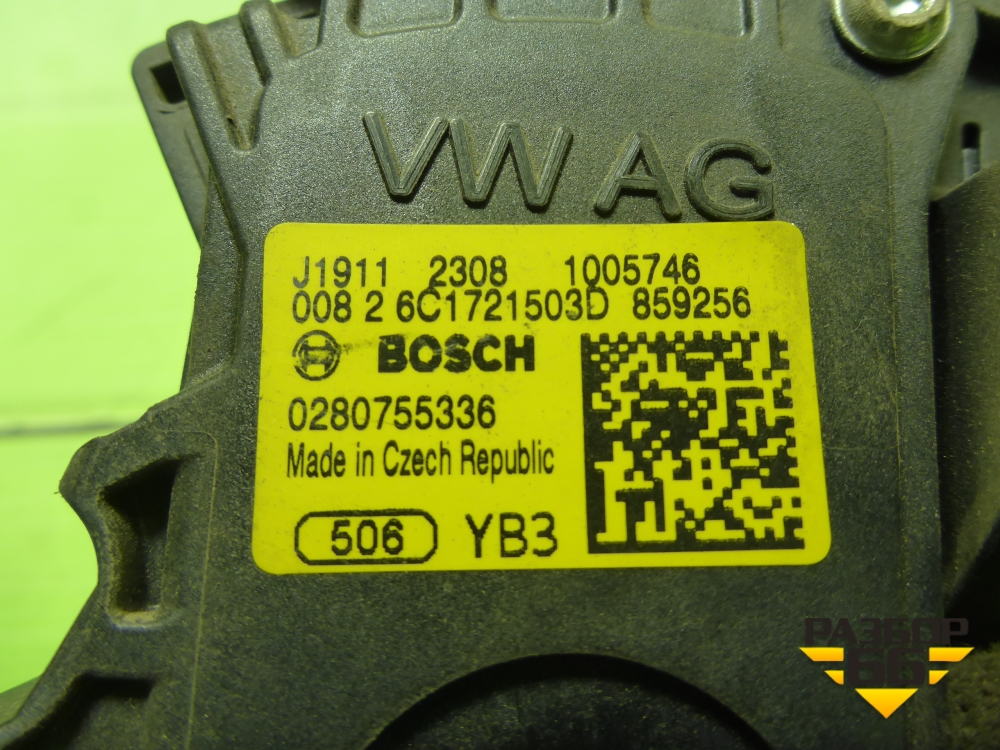 VW AG
J1911 2308 1005746
008 2 6C1721503D 859256
BOSCH
0280755336
Made in Czech Republic
506 YB3
РАЗБОР
66